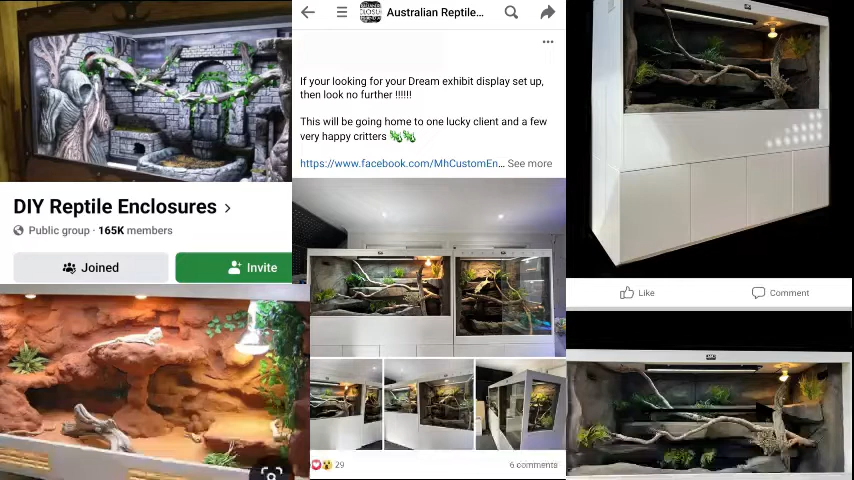 DIY Reptile Enclosures >
Public group · 165K members
Joined
Invite
Australian Reptile...
If your looking for your Dream exhibit display set up,
then look no further !!!!!!
This will be going home to one lucky client and a few
very happy critters 🦎🦎
https://www.facebook.com/MhCustomEn... See more
29
6 comments
Like
Comment